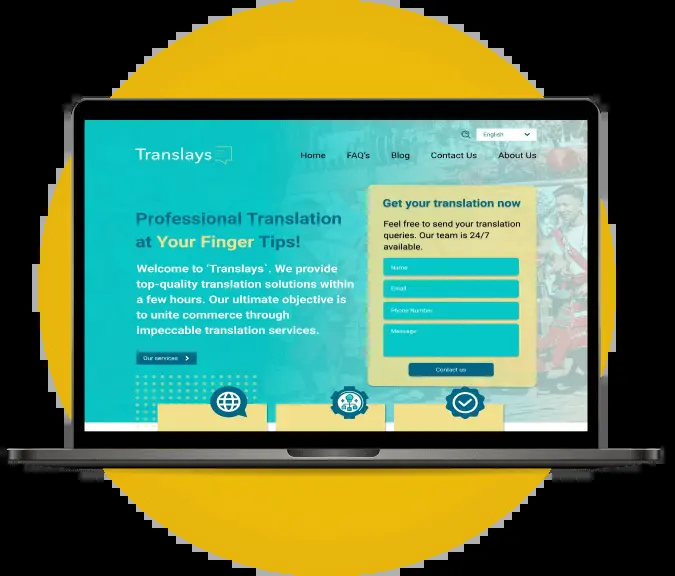 English
Translays
Home
FAQ's
Blog
Contact Us
About Us
Professional Translation
at Your Finger Tips!
Welcome to 'Translays`. We provide
top-quality translation solutions within
a few hours. Our ultimate objective is
to unite commerce through
impeccable translation services.
Our services
Get your translation now
Feel free to send your translation
queries. Our team is 24/7
available.
Name
Email
Phone Number
Message
Contact us